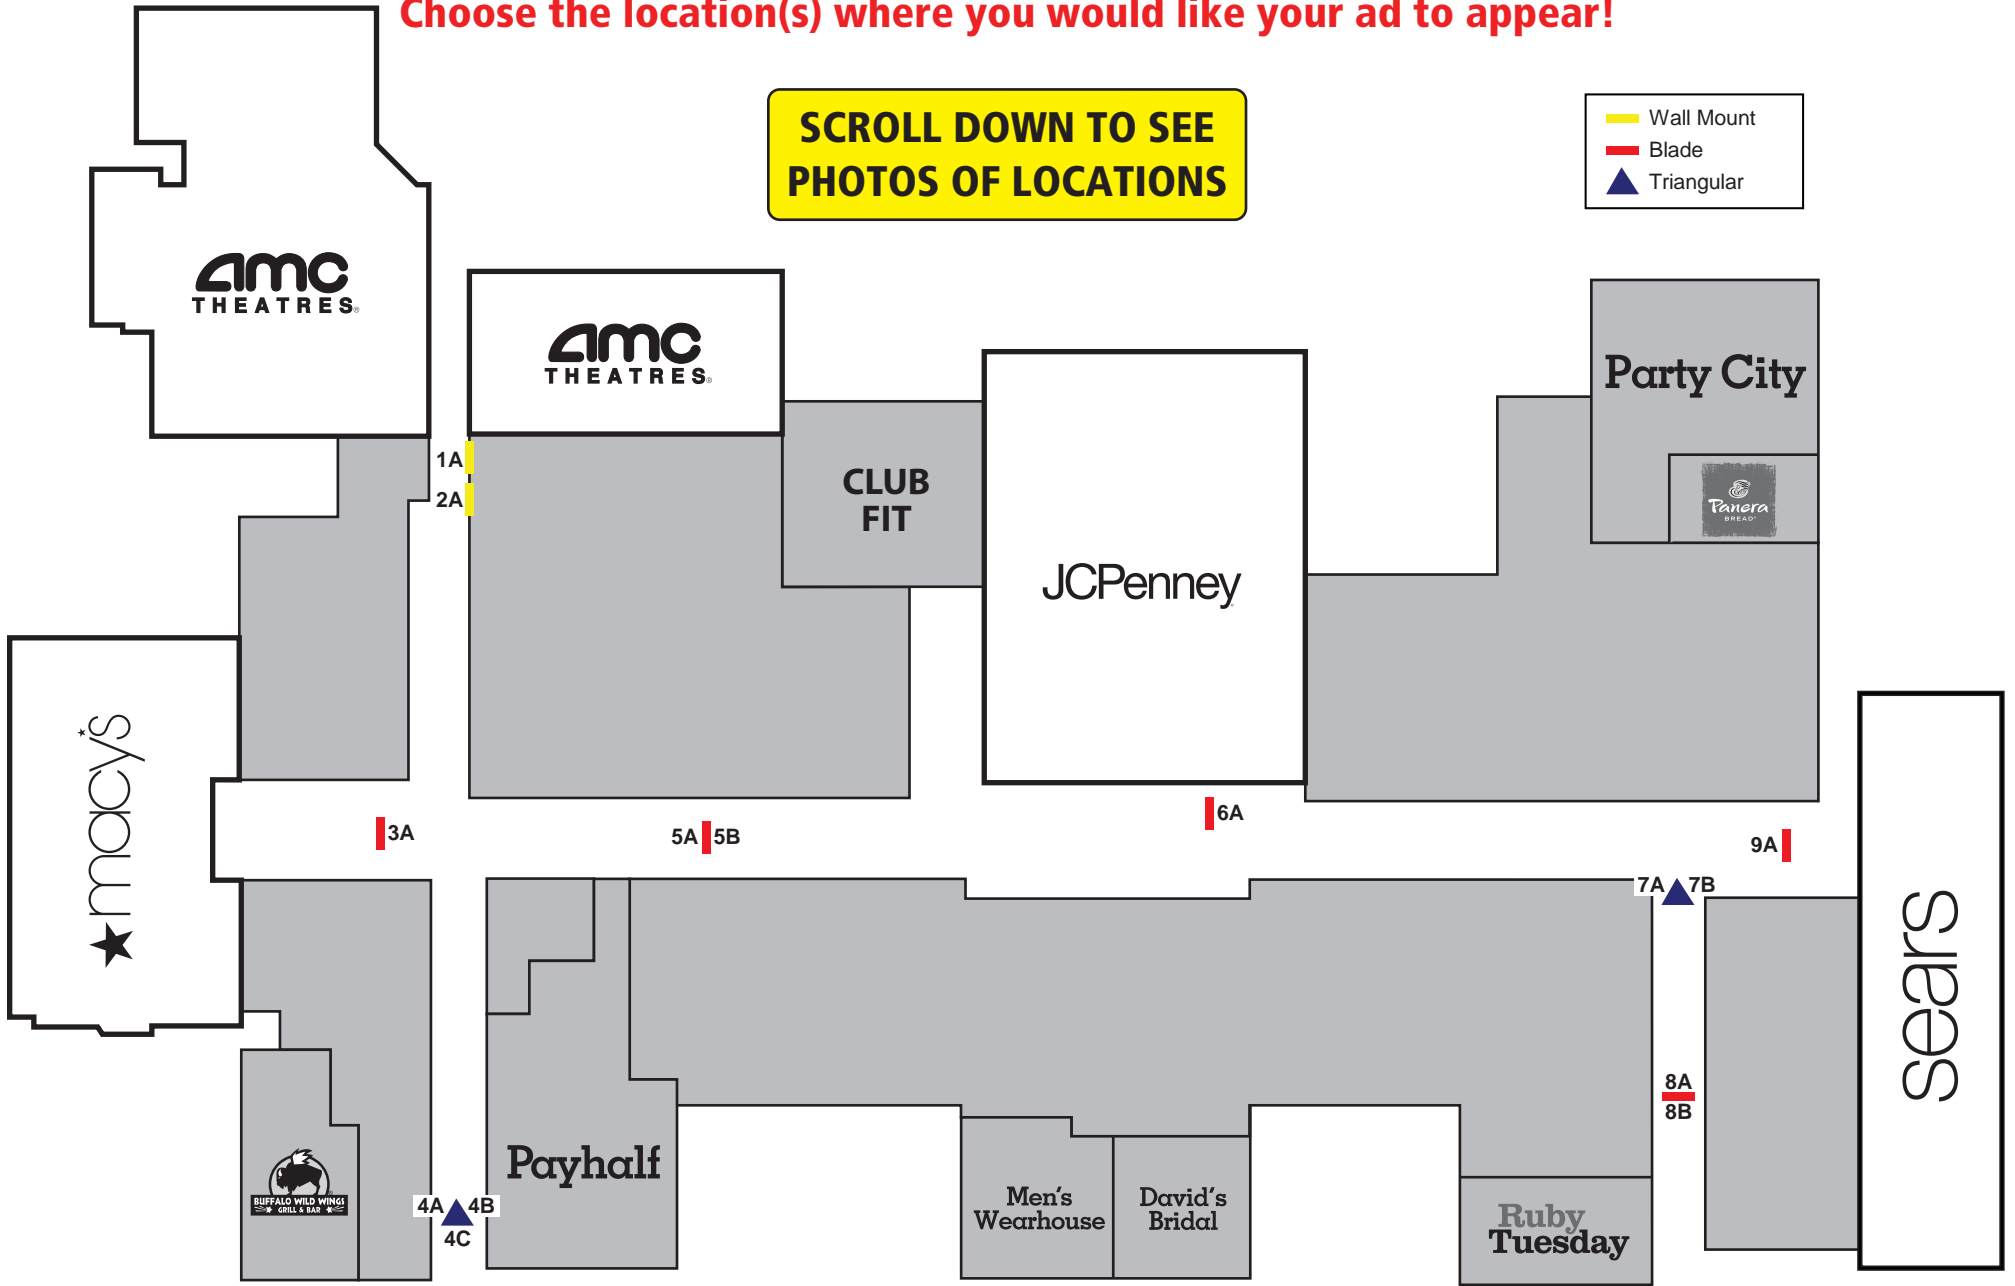 Choose the location(s) where you would like your ad to appear!
SCROLL DOWN TO SEE
PHOTOS OF LOCATIONS
Wall Mount
Blade
Triangular
amc
THEATRES®
amc
THEATRES®
Party City
1A
2A
CLUB
FIT
Panera
BREAD®
JCPenney
★macy's
3A
5A
5B
6A
9A
7A
7B
sears
8A
8B
Payhalf
BUFFALO WILD WINGS
GRILL & BAR
4A
4B
4C
Men's
Wearhouse
David's
Bridal
Ruby
Tuesday